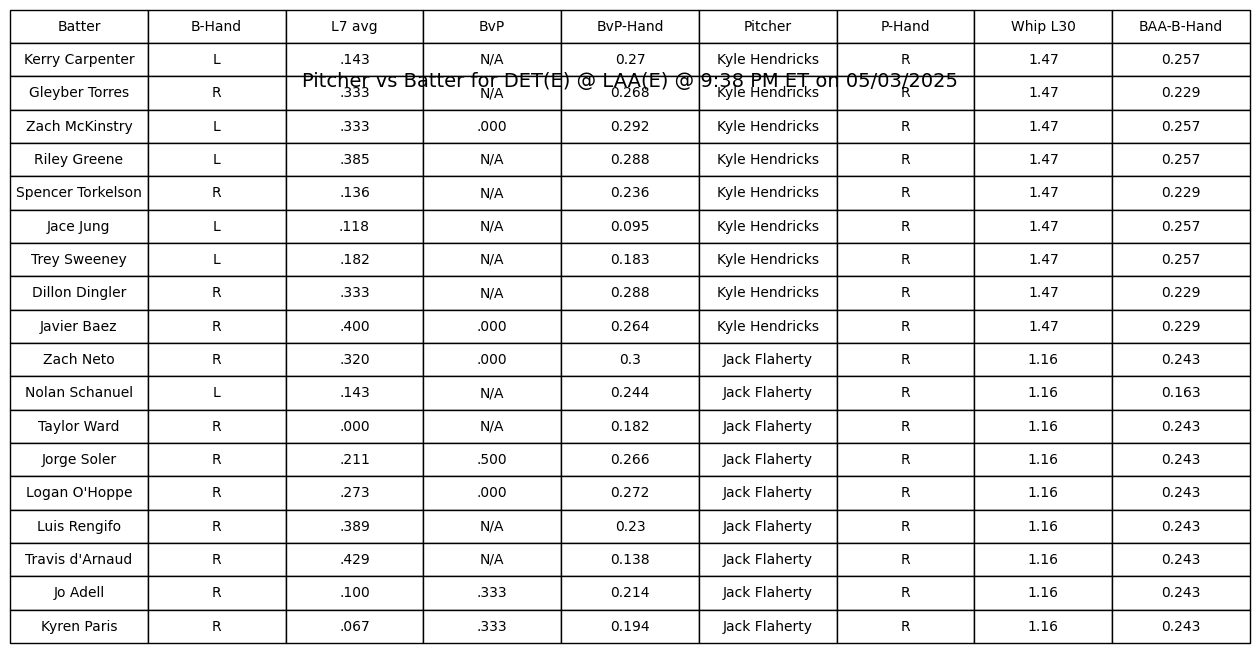 Batter B-Hand L7 avg BvP BvP-Hand Pitcher P-Hand Whip L30 BAA-B-Hand
Kerry Carpenter L .143 N/A 0.27 Kyle Hendricks R 1.47 0.257
Pitcher vs Batter for DET(E) @ LAA(E) @ 9:38 PM ET on 05/03/2025
Gleyber Torres R .333 N/A 0.268 Kyle Hendricks R 1.47 0.229
Zach McKinstry L .333 .000 0.292 Kyle Hendricks R 1.47 0.257
Riley Greene L .385 N/A 0.288 Kyle Hendricks R 1.47 0.257
Spencer Torkelson R .136 N/A 0.236 Kyle Hendricks R 1.47 0.229
Jace Jung L .118 N/A 0.095 Kyle Hendricks R 1.47 0.257
Trey Sweeney L .182 N/A 0.183 Kyle Hendricks R 1.47 0.257
Dillon Dingler R .333 N/A 0.288 Kyle Hendricks R 1.47 0.229
Javier Baez R .400 .000 0.264 Kyle Hendricks R 1.47 0.229
Zach Neto R .320 .000 0.3 Jack Flaherty R 1.16 0.243
Nolan Schanuel L .143 N/A 0.244 Jack Flaherty R 1.16 0.163
Taylor Ward R .000 N/A 0.182 Jack Flaherty R 1.16 0.243
Jorge Soler R .211 .500 0.266 Jack Flaherty R 1.16 0.243
Logan O'Hoppe R .273 .000 0.272 Jack Flaherty R 1.16 0.243
Luis Rengifo R .389 N/A 0.23 Jack Flaherty R 1.16 0.243
Travis d'Arnaud R .429 N/A 0.138 Jack Flaherty R 1.16 0.243
Jo Adell R .100 .333 0.214 Jack Flaherty R 1.16 0.243
Kyren Paris R .067 .333 0.194 Jack Flaherty R 1.16 0.243